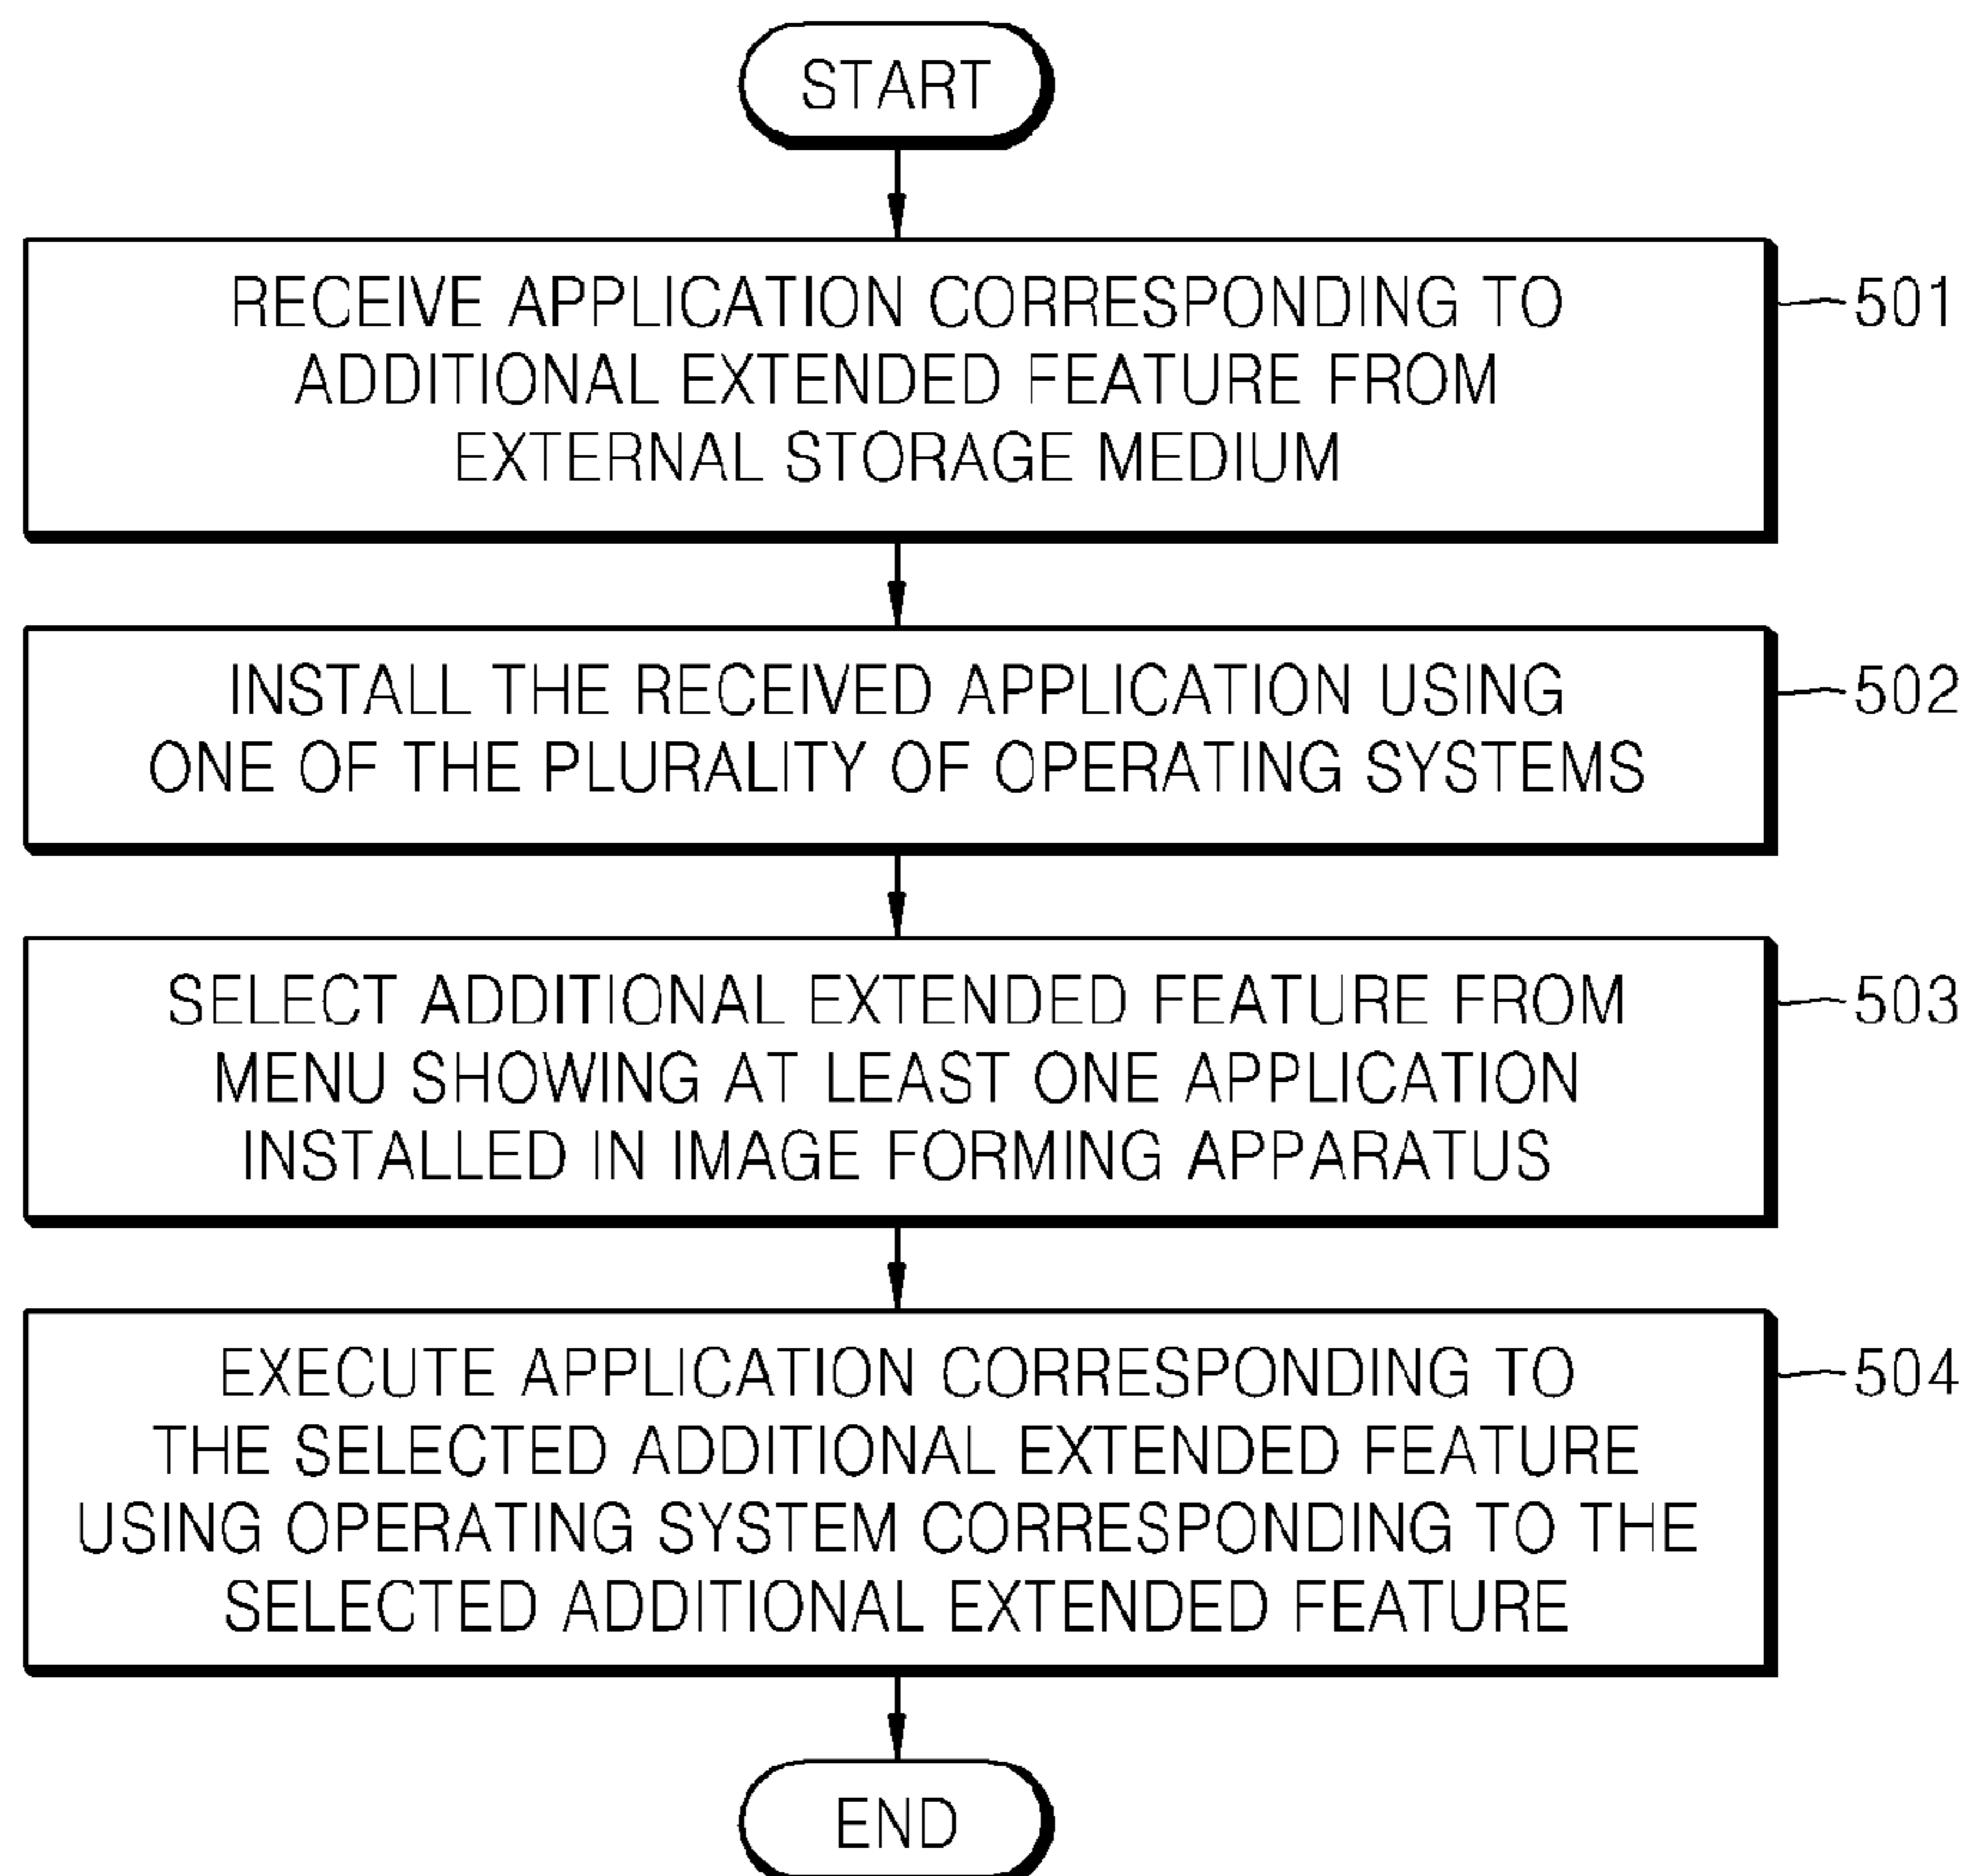 START
RECEIVE APPLICATION CORRESPONDING TO
ADDITIONAL EXTENDED FEATURE FROM
EXTERNAL STORAGE MEDIUM
501
INSTALL THE RECEIVED APPLICATION USING
ONE OF THE PLURALITY OF OPERATING SYSTEMS
502
SELECT ADDITIONAL EXTENDED FEATURE FROM
MENU SHOWING AT LEAST ONE APPLICATION
INSTALLED IN IMAGE FORMING APPARATUS
503
EXECUTE APPLICATION CORRESPONDING TO
THE SELECTED ADDITIONAL EXTENDED FEATURE
USING OPERATING SYSTEM CORRESPONDING TO THE
SELECTED ADDITIONAL EXTENDED FEATURE
504
END